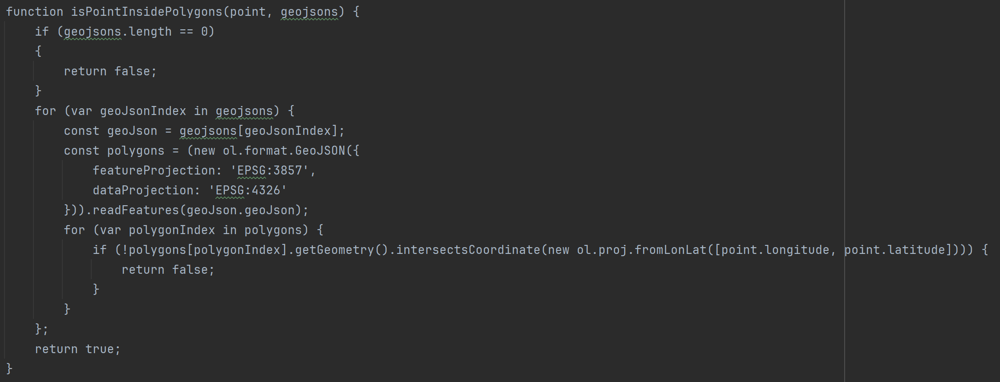 function isPointInsidePolygons(point, geojsons) {
    if (geojsons.length == 0)
    {
        return false;
    }
    for (var geoJsonIndex in geojsons) {
        const geoJson = geojsons[geoJsonIndex];
        const polygons = (new ol.format.GeoJSON({
            featureProjection: 'EPSG:3857',
            dataProjection: 'EPSG:4326'
        })).readFeatures(geoJson.geoJson);
        for (var polygonIndex in polygons) {
            if (!polygons[polygonIndex].getGeometry().intersectsCoordinate(new ol.proj.fromLonLat([point.longitude, point.latitude]))) {
                return false;
            }
        }
    };
    return true;
}